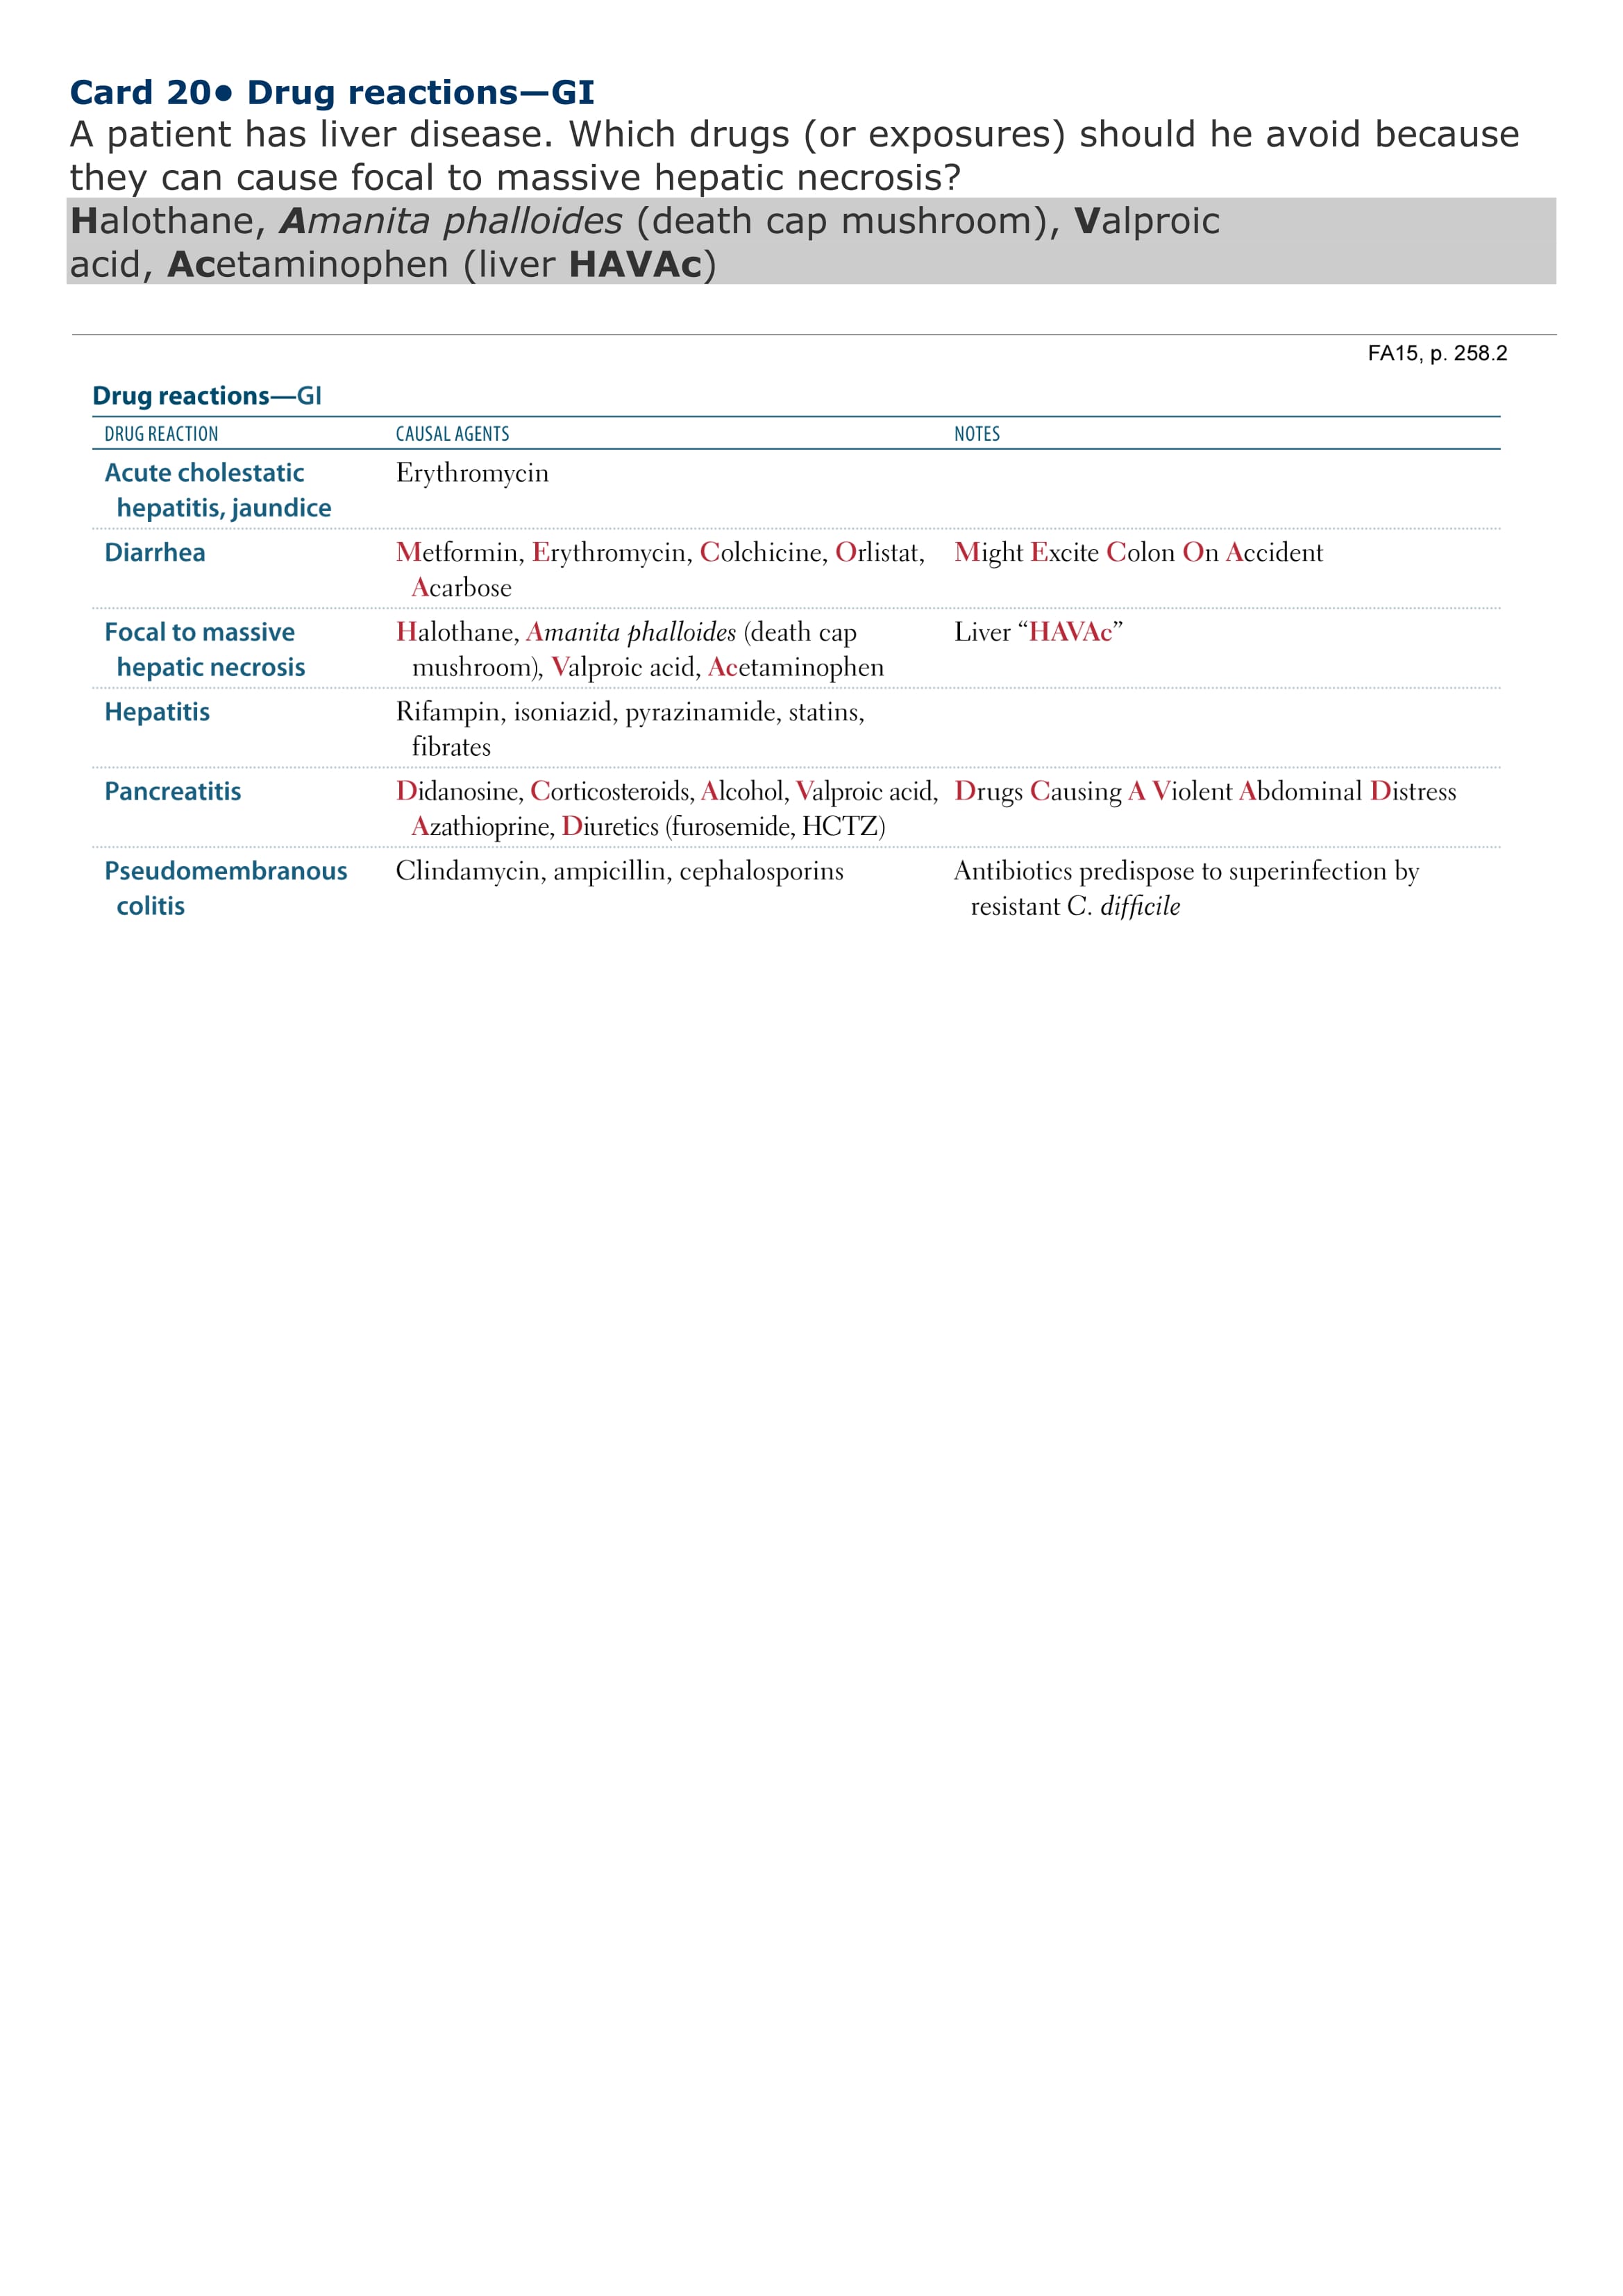 Card 20• Drug reactions—GI
A patient has liver disease. Which drugs (or exposures) should he avoid because
they can cause focal to massive hepatic necrosis?
Halothane, Amanita phalloides (death cap mushroom), Valproic
acid, Acetaminophen (liver HAVAc)
FA15, p. 258.2
Drug reactions—GI
DRUG REACTION CAUSAL AGENTS NOTES
Acute cholestatic Erythromycin
hepatitis, jaundice
Diarrhea Metformin, Erythromycin, Colchicine, Orlistat, Might Excite Colon On Accident
Acarbose
Focal to massive Halothane, Amanita phalloides (death cap Liver “HAVAc”
hepatic necrosis mushroom), Valproic acid, Acetaminophen
Hepatitis Rifampin, isoniazid, pyrazinamide, statins,
fibrates
Pancreatitis Didanosine, Corticosteroids, Alcohol, Valproic acid, Drugs Causing A Violent Abdominal Distress
Azathioprine, Diuretics (furosemide, HCTZ)
Pseudomembranous Clindamycin, ampicillin, cephalosporins Antibiotics predispose to superinfection by
colitis resistant C. difficile